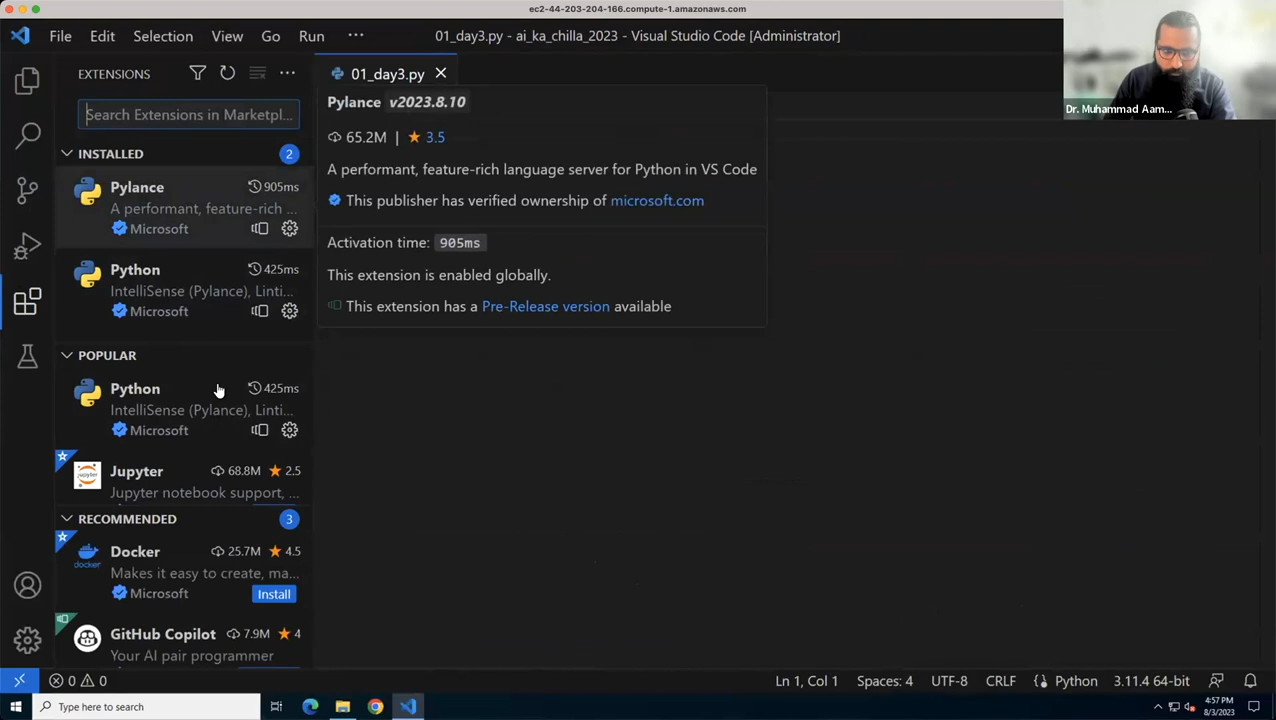 ec2-44-203-204-166.compute-1.amazonaws.com
File Edit Selection View Go Run ··· 01_day3.py - ai_ka_chilla_2023 - Visual Studio Code [Administrator]
EXTENSIONS
01_day3.py
Search Extensions in Marketpl...
INSTALLED 2
Pylance 905ms
A performant, feature-rich ...
Microsoft
Python 425ms
IntelliSense (Pylance), Linti...
Microsoft
POPULAR
Python 425ms
IntelliSense (Pylance), Linti...
Microsoft
Jupyter 68.8M 2.5
Jupyter notebook support, ...
RECOMMENDED 3
Docker 25.7M 4.5
Makes it easy to create, ma...
Microsoft Install
GitHub Copilot 7.9M 4
Your AI pair programmer
Pylance v2023.8.10
65.2M | 3.5
A performant, feature-rich language server for Python in VS Code
This publisher has verified ownership of microsoft.com
Activation time: 905ms
This extension is enabled globally.
This extension has a Pre-Release version available
Dr. Muhammad Aam...
0 0 Ln 1, Col 1 Spaces: 4 UTF-8 CRLF Python 3.11.4 64-bit
Type here to search
4:57 PM
8/3/2023